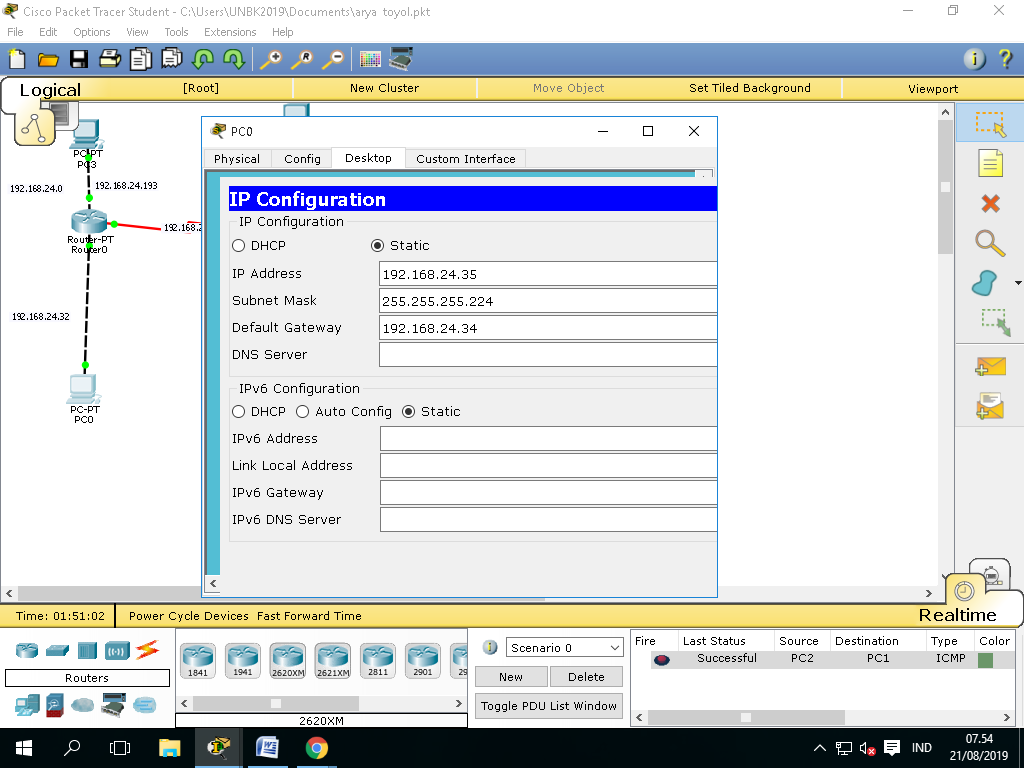 Cisco Packet Tracer Student - C:\Users\UNBK2019\Documents\arya toyol.pkt
File Edit Options View Tools Extensions Help
Logical [Root] New Cluster Move Object Set Tiled Background Viewport
PC-PT
PC3
192.168.24.0
192.168.24.193
Router-PT
Router0
192.168.2
192.168.24.32
PC-PT
PC0
PC0
Physical Config Desktop Custom Interface
IP Configuration
IP Configuration
DHCP Static
IP Address 192.168.24.35
Subnet Mask 255.255.255.224
Default Gateway 192.168.24.34
DNS Server
IPv6 Configuration
DHCP Auto Config Static
IPv6 Address
Link Local Address
IPv6 Gateway
IPv6 DNS Server
Realtime
Time: 01:51:02 Power Cycle Devices Fast Forward Time
Routers
1841 1941 2620XM 2621XM 2811 2901 29
2620XM
Scenario 0
New Delete
Toggle PDU List Window
Fire Last Status Source Destination Type Color
Successful PC2 PC1 ICMP
IND
07.54
21/08/2019